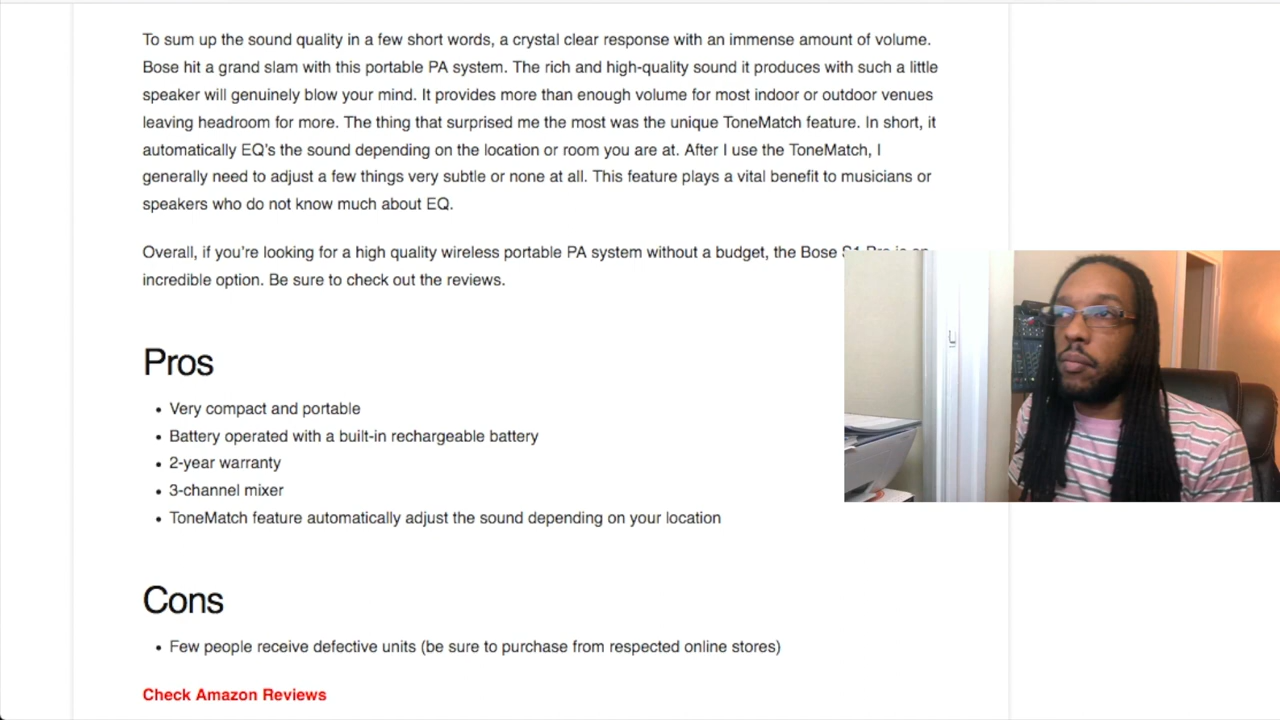 To sum up the sound quality in a few short words, a crystal clear response with an immense amount of volume.
Bose hit a grand slam with this portable PA system. The rich and high-quality sound it produces with such a little
speaker will genuinely blow your mind. It provides more than enough volume for most indoor or outdoor venues
leaving headroom for more. The thing that surprised me the most was the unique ToneMatch feature. In short, it
automatically EQ's the sound depending on the location or room you are at. After I use the ToneMatch, I
generally need to adjust a few things very subtle or none at all. This feature plays a vital benefit to musicians or
speakers who do not know much about EQ.
Overall, if you're looking for a high quality wireless portable PA system without a budget, the Bose
incredible option. Be sure to check out the reviews.
Pros
• Very compact and portable
• Battery operated with a built-in rechargeable battery
• 2-year warranty
• 3-channel mixer
• ToneMatch feature automatically adjust the sound depending on your location
Cons
• Few people receive defective units (be sure to purchase from respected online stores)
Check Amazon Reviews